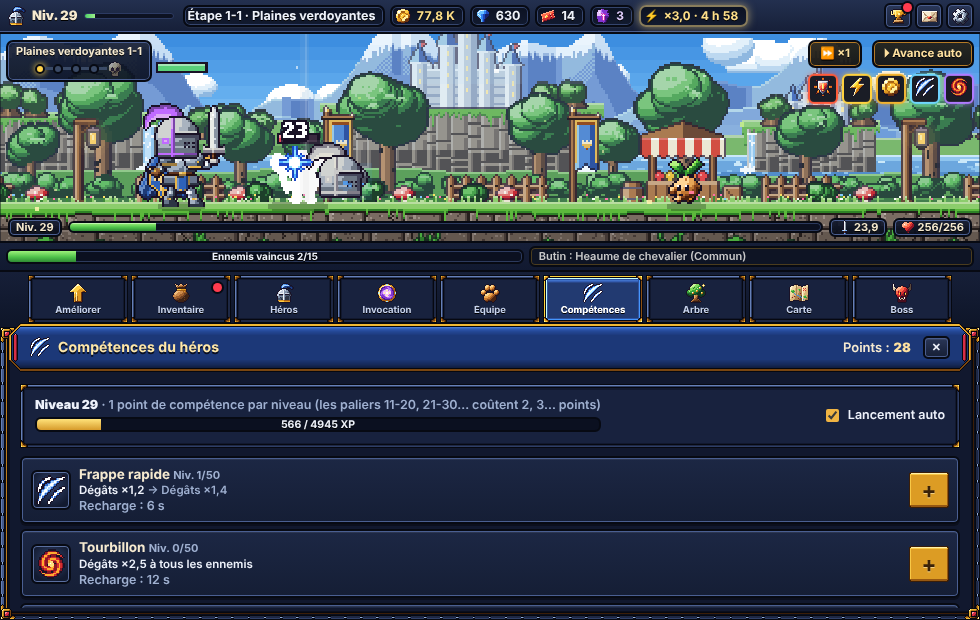 Niv. 29
Étape 1-1 · Plaines verdoyantes
77,8 K
630
14
3
×3,0 · 4 h 58
Plaines verdoyantes 1-1
×1
Avance auto
23
Niv. 29
23,9
256/256
Ennemis vaincus 2/15
Butin : Heaume de chevalier (Commun)
Améliorer
Inventaire
Héros
Invocation
Equipe
Compétences
Arbre
Carte
Boss
Compétences du héros
Points : 28
×
Niveau 29 · 1 point de compétence par niveau (les paliers 11-20, 21-30… coûtent 2, 3… points)
566 / 4945 XP
Lancement auto
Frappe rapide Niv. 1/50
Dégâts ×1,2 → Dégâts ×1,4
Recharge : 6 s
+
Tourbillon Niv. 0/50
Dégâts ×2,5 à tous les ennemis
Recharge : 12 s
+